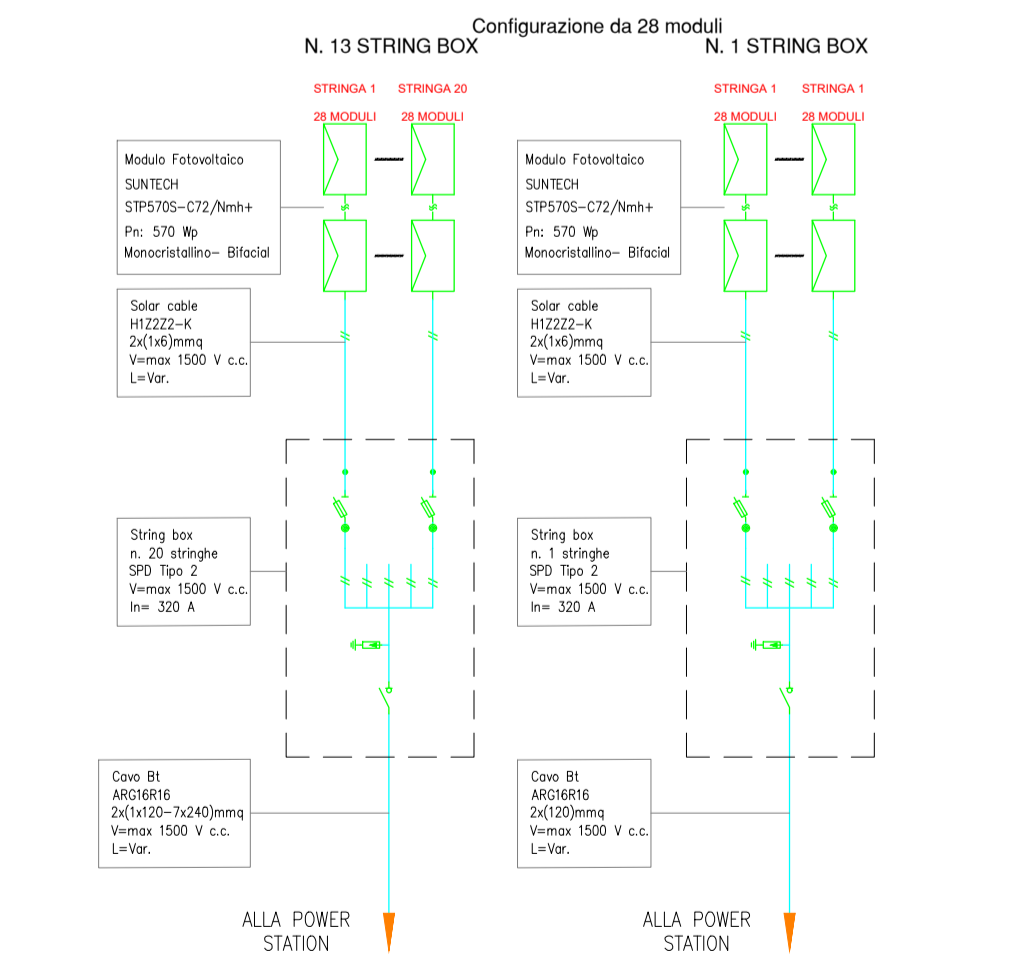 Configurazione da 28 moduli
N. 13 STRING BOX
N. 1 STRING BOX
STRINGA 1
STRINGA 20
STRINGA 1
STRINGA 1
28 MODULI
28 MODULI
28 MODULI
28 MODULI
Modulo Fotovoltaico
SUNTECH
STP570S-C72/Nmh+
Pn: 570 Wp
Monocristallino- Bifacial
Modulo Fotovoltaico
SUNTECH
STP570S-C72/Nmh+
Pn: 570 Wp
Monocristallino- Bifacial
Solar cable
H1Z2Z2-K
2x(1x6)mmq
V=max 1500 V c.c.
L=Var.
Solar cable
H1Z2Z2-K
2x(1x6)mmq
V=max 1500 V c.c.
L=Var.
String box
n. 20 stringhe
SPD Tipo 2
V=max 1500 V c.c.
In= 320 A
String box
n. 1 stringhe
SPD Tipo 2
V=max 1500 V c.c.
In= 320 A
Cavo Bt
ARG16R16
2x(1x120-7x240)mmq
V=max 1500 V c.c.
L=Var.
Cavo Bt
ARG16R16
2x(120)mmq
V=max 1500 V c.c.
L=Var.
ALLA POWER
STATION
ALLA POWER
STATION